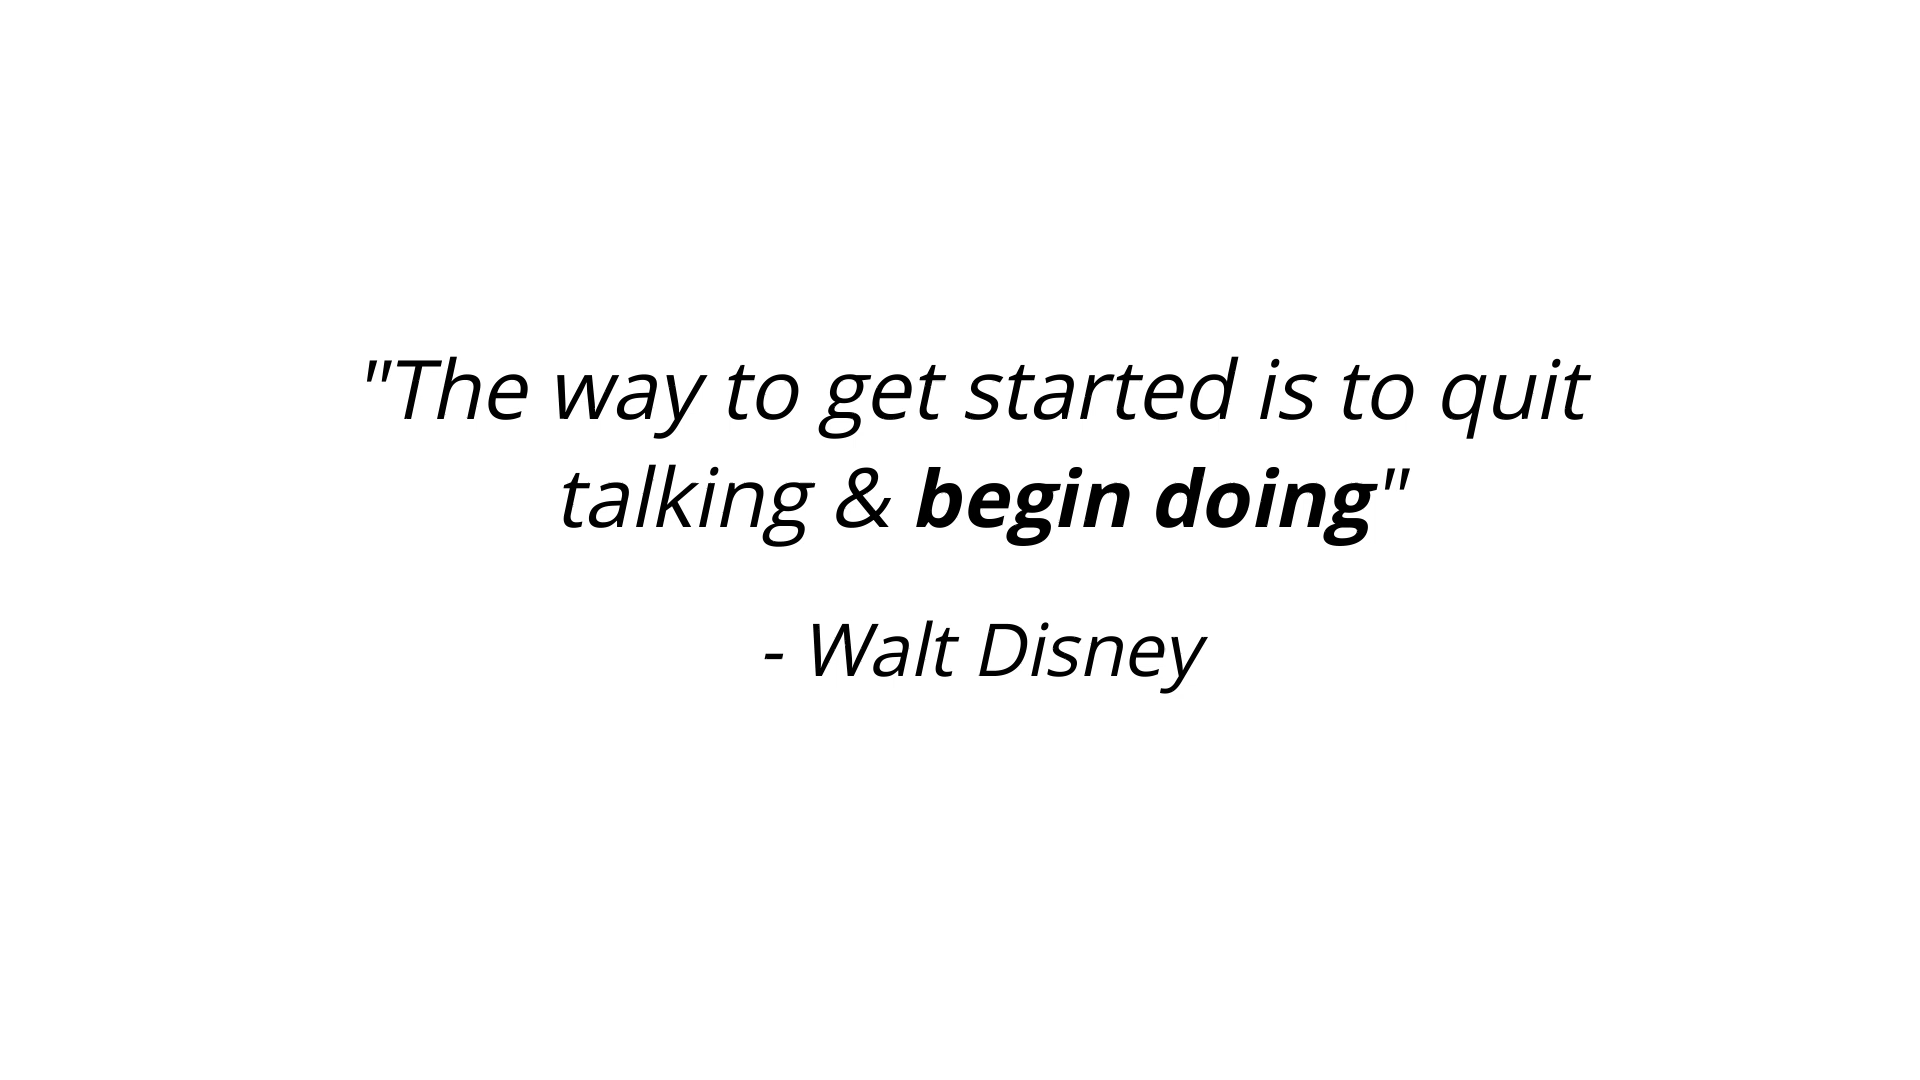 "The way to get started is to quit
talking & begin doing"
- Walt Disney